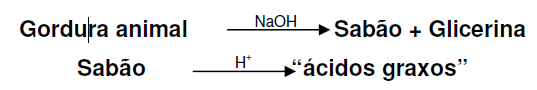 Gordura animal NaOH Sabão + Glicerina
Sabão H⁺ “ácidos graxos”